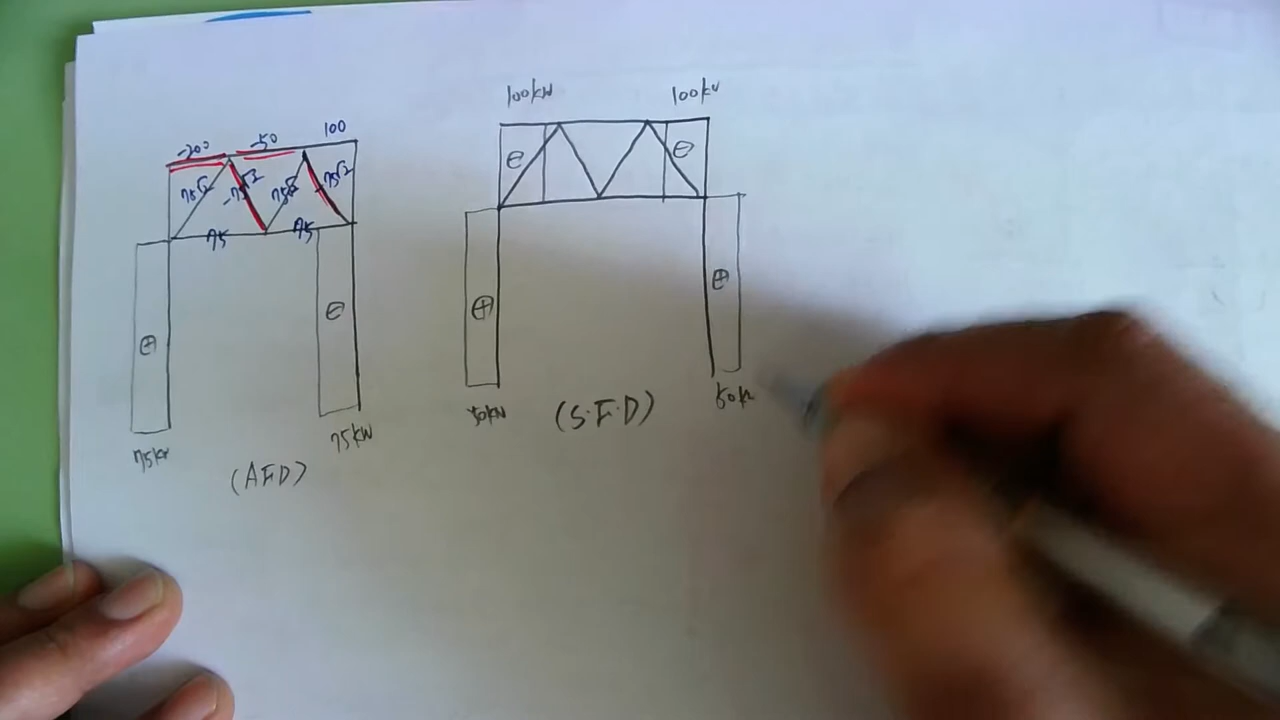 -200 -50 100
75√2 -75√2 75√2 -75√2
75 75
⊕ ⊖
75kN 75kN
(AFD)
100kN 100kN
⊖ ⊖
⊕ ⊕
50kN 50k
(S.F.D)